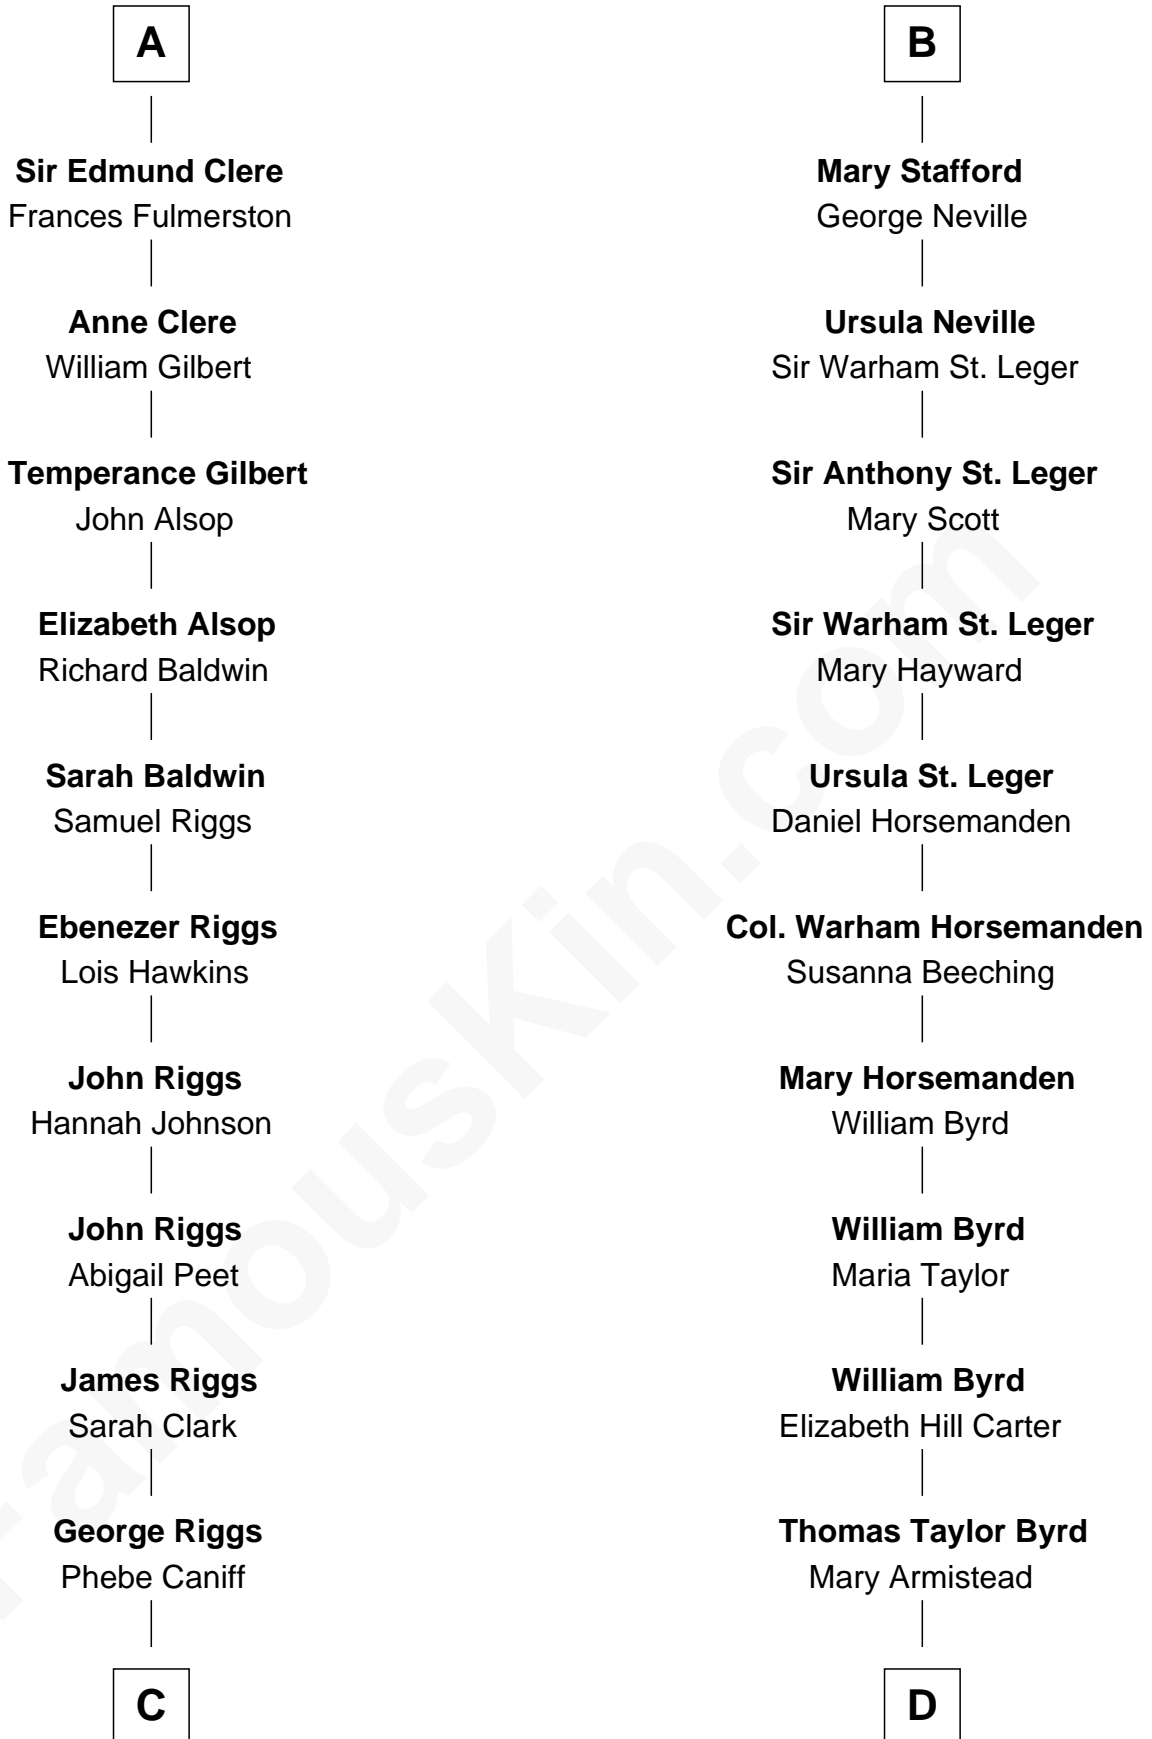 A
Sir Edmund Clere
Frances Fulmerston
Anne Clere
William Gilbert
Temperance Gilbert
John Alsop
Elizabeth Alsop
Richard Baldwin
Sarah Baldwin
Samuel Riggs
Ebenezer Riggs
Lois Hawkins
John Riggs
Hannah Johnson
John Riggs
Abigail Peet
James Riggs
Sarah Clark
George Riggs
Phebe Caniff
C
B
Mary Stafford
George Neville
Ursula Neville
Sir Warham St. Leger
Sir Anthony St. Leger
Mary Scott
Sir Warham St. Leger
Mary Hayward
Ursula St. Leger
Daniel Horsemanden
Col. Warham Horsemanden
Susanna Beeching
Mary Horsemanden
William Byrd
William Byrd
Maria Taylor
William Byrd
Elizabeth Hill Carter
Thomas Taylor Byrd
Mary Armistead
D
FamousKin.com